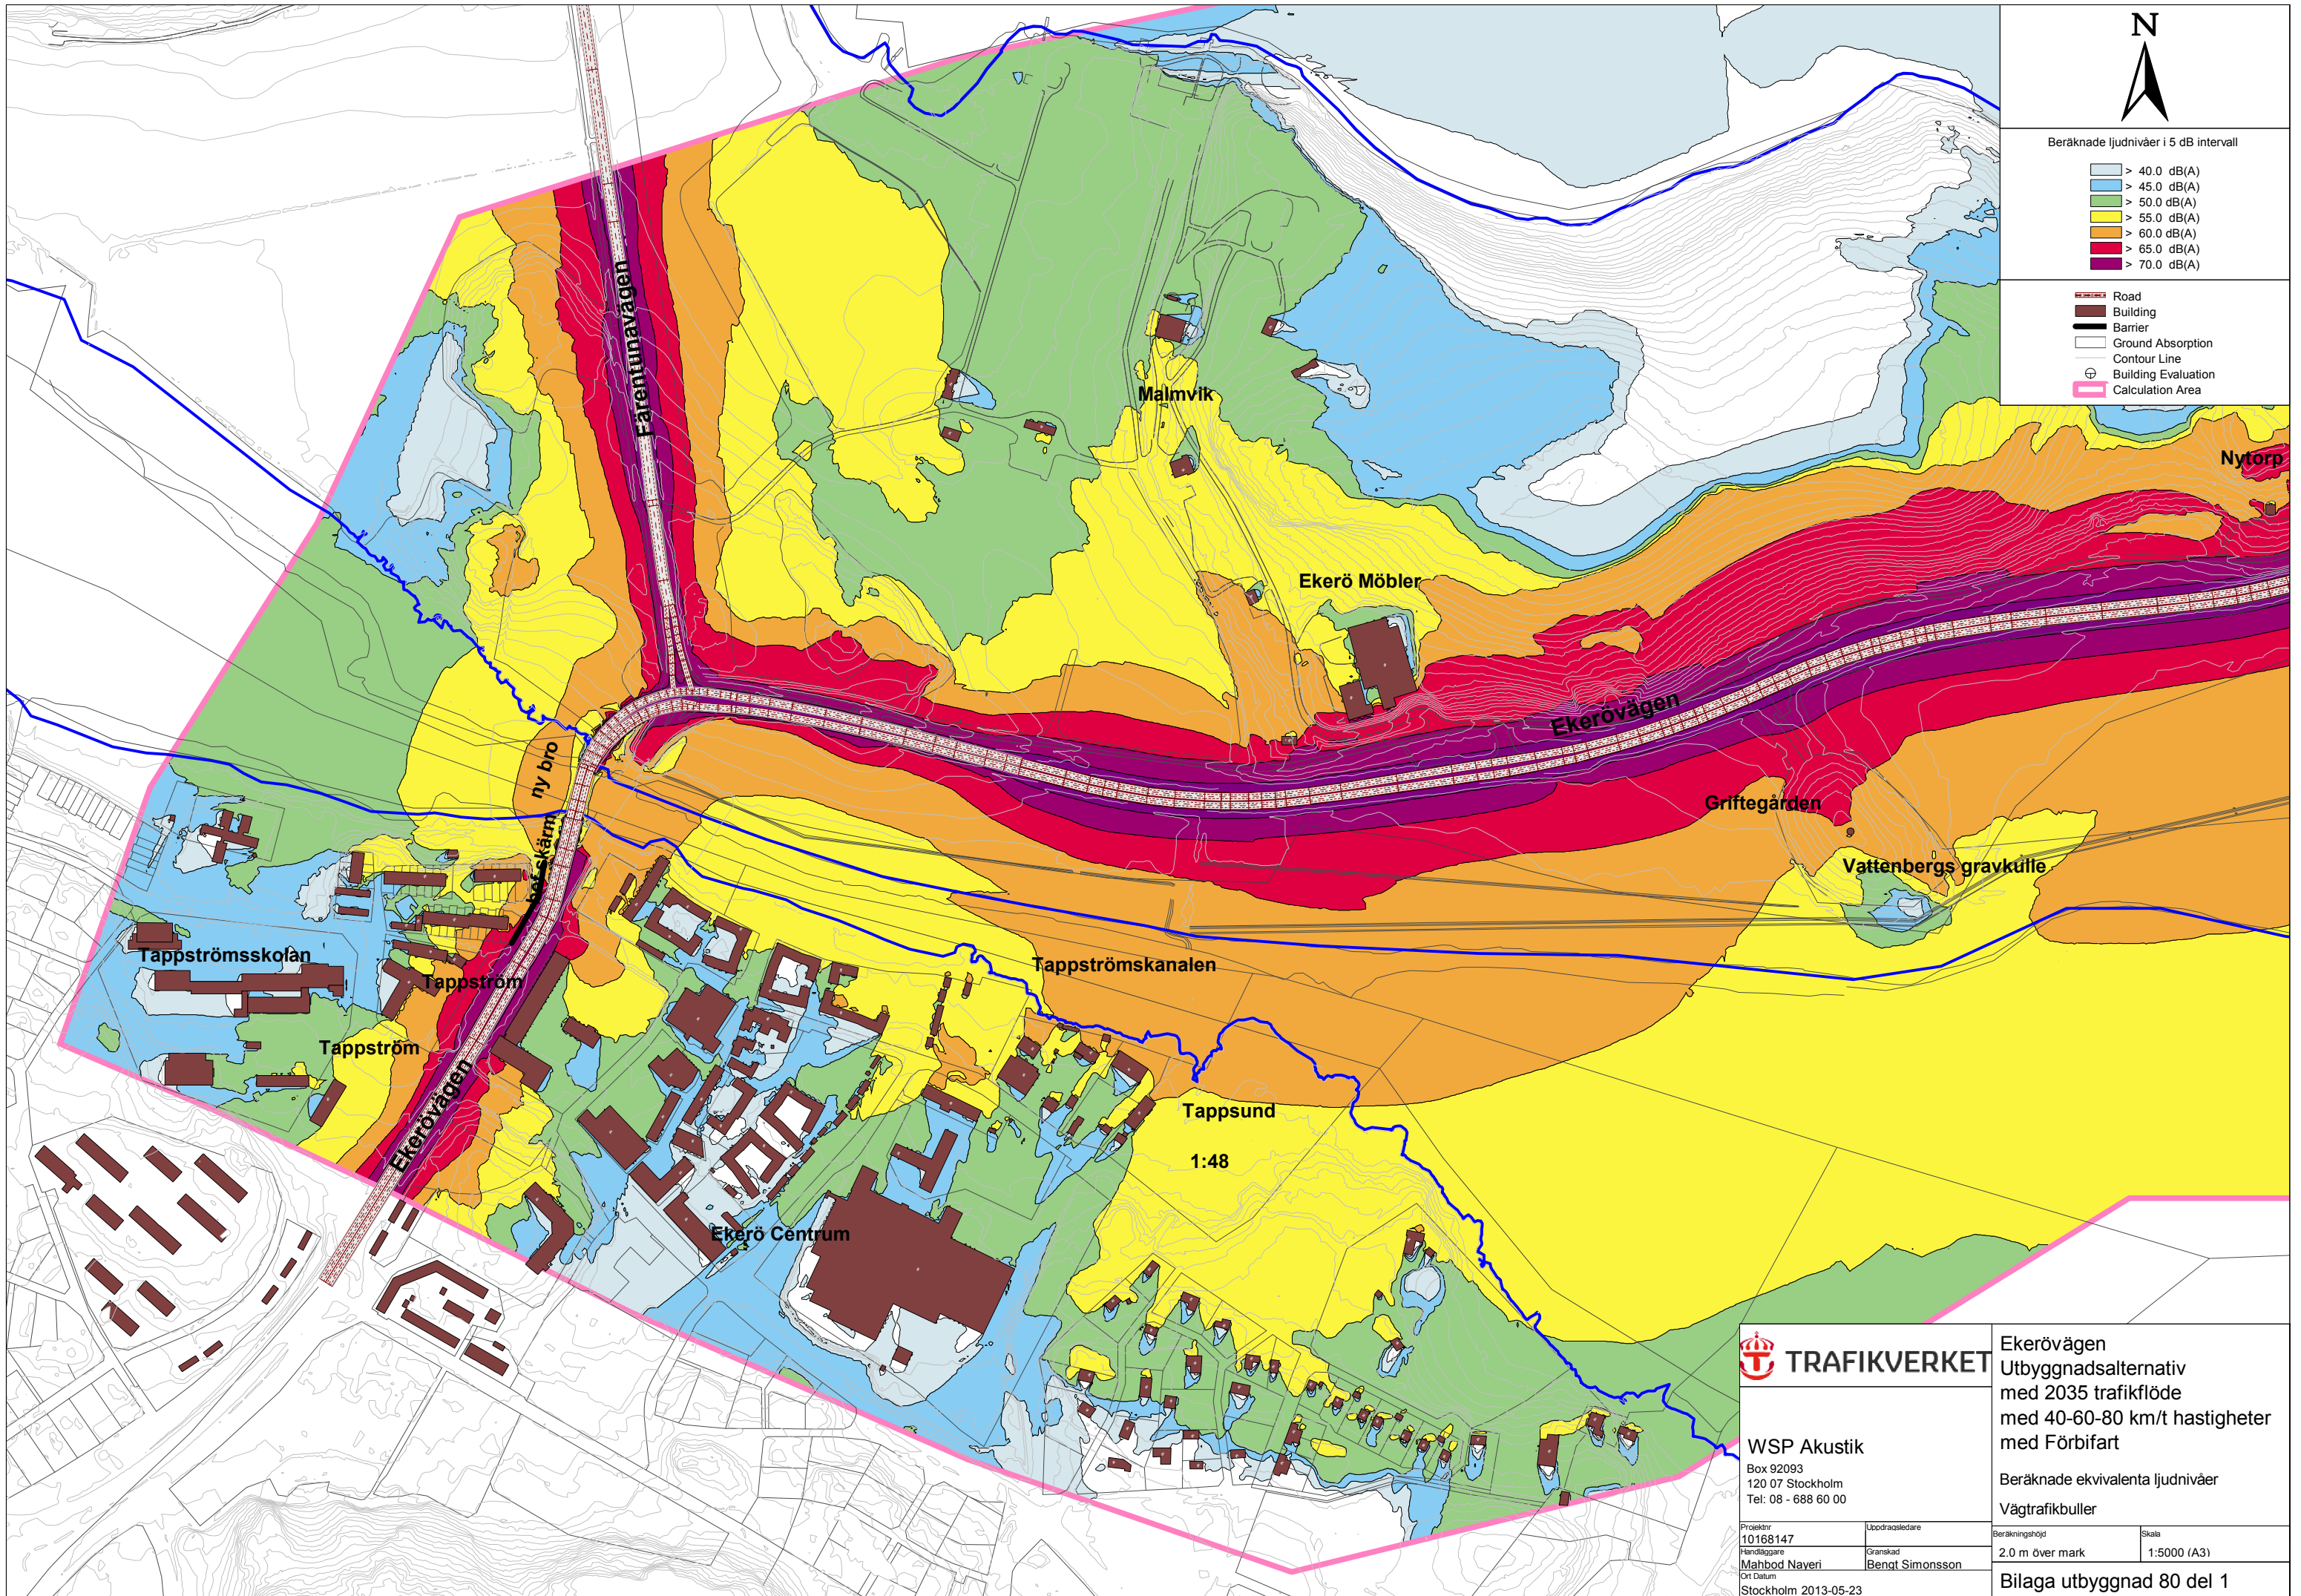 N
Beräknade ljudnivåer i 5 dB intervall
> 40.0 dB(A)
> 45.0 dB(A)
> 50.0 dB(A)
> 55.0 dB(A)
> 60.0 dB(A)
> 65.0 dB(A)
> 70.0 dB(A)
Road
Building
Barrier
Ground Absorption
Contour Line
Building Evaluation
Calculation Area
Färentunavägen
Malmvik
Nytorp
Ekerö Möbler
Ekerövägen
ny bro
bef skärm
Griftegården
Vattenbergs gravkulle
Tappströmsskolan
Tappström
Tappströmskanalen
Tappström
Ekerövägen
Tappsund
1:48
Ekerö Centrum
TRAFIKVERKET
WSP Akustik
Box 92093
120 07 Stockholm
Tel: 08 - 688 60 00
Projektnr
10168147
Uppdragsledare
Handläggare
Mahbod Nayeri
Granskad
Bengt Simonsson
Ort Datum
Stockholm 2013-05-23
Ekerövägen
Utbyggnadsalternativ
med 2035 trafikflöde
med 40-60-80 km/t hastigheter
med Förbifart
Beräknade ekvivalenta ljudnivåer
Vägtrafikbuller
Beräkningshöjd
2.0 m över mark
Skala
1:5000 (A3)
Bilaga utbyggnad 80 del 1